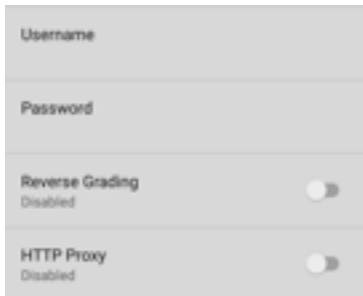 Username
Password
Reverse Grading
Disabled
HTTP Proxy
Disabled